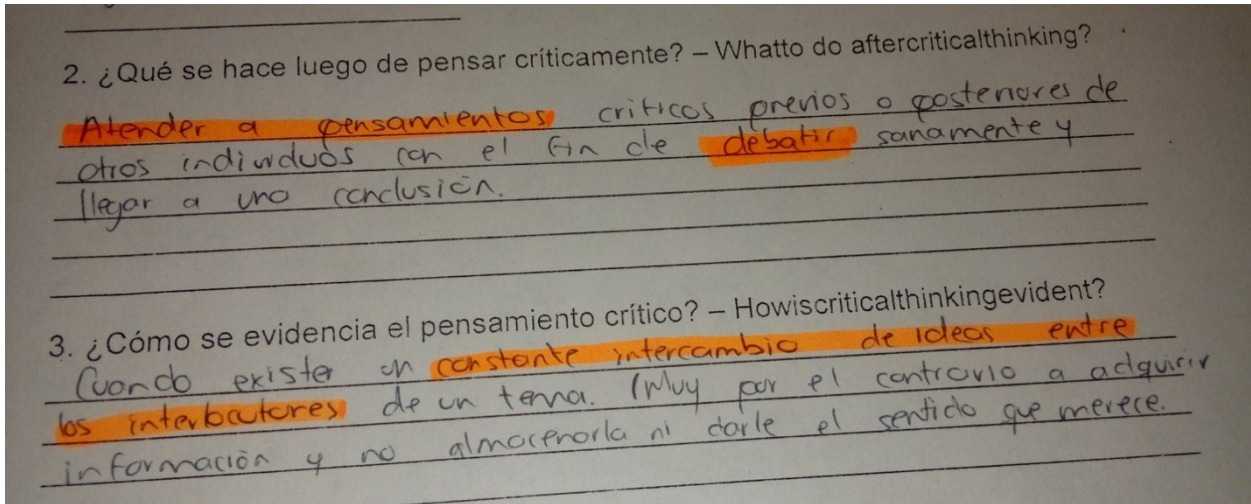 2. ¿Qué se hace luego de pensar críticamente? – Whatto do aftercriticalthinking?
Atender a pensamientos criticos previos o posteriores de
otros individuos con el fin de debatir sanamente y
llegar a una conclusión.
3. ¿Cómo se evidencia el pensamiento crítico? – Howiscriticalthinkingevident?
Cuando existe un constante intercambio de ideas entre
los interlocutores de un tema. (Muy por el contrario a adquirir
información y no almacenarla ni darle el sentido que merece.